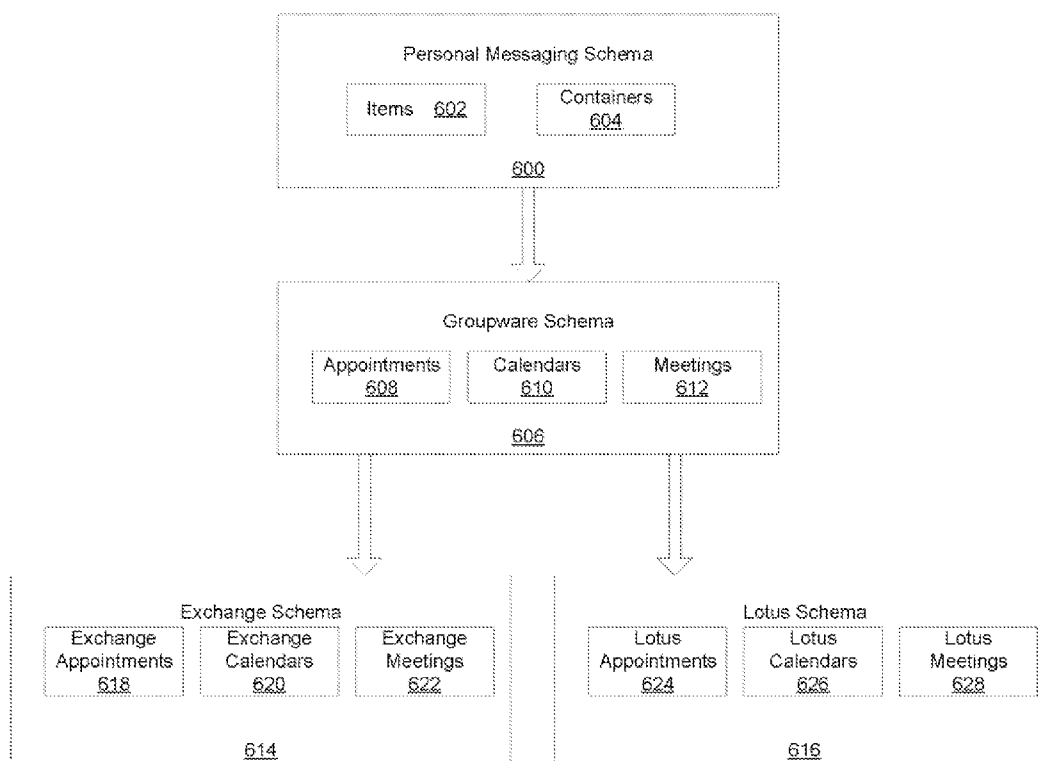 Personal Messaging Schema
Items 602
Containers
604
600
Groupware Schema
Appointments
608
Calendars
610
Meetings
612
606
Exchange Schema
Exchange
Appointments
618
Exchange
Calendars
620
Exchange
Meetings
622
614
Lotus Schema
Lotus
Appointments
624
Lotus
Calendars
626
Lotus
Meetings
628
616